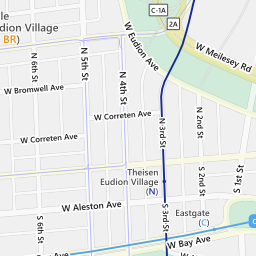 le
Eudion Village
BR)
C-1A
2A
W Eudion Ave
W Meilesey Rd
N 6th St
N 5th St
N 4th St
W Bromwell Ave
W Correten Ave
N 3rd St
N 2nd St
W Correten Ave
Theisen
Eudion Village
(N)
S 2nd St
S 1st St
W Aleston Ave
S 3rd St
Eastgate
(C)
S 6th St
W Bay Ave